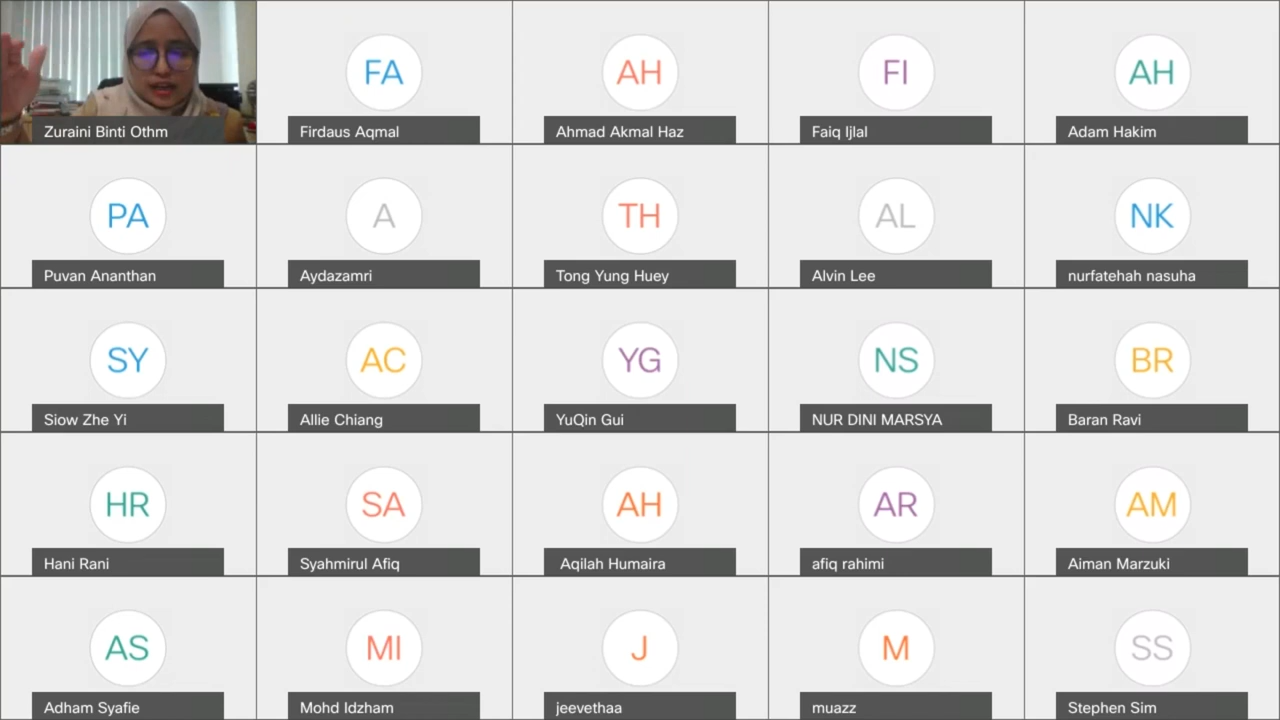 Zuraini Binti Othm
FA
Firdaus Aqmal
AH
Ahmad Akmal Haz
FI
Faiq Ijlal
AH
Adam Hakim
PA
Puvan Ananthan
A
Aydazamri
TH
Tong Yung Huey
AL
Alvin Lee
NK
nurfatehah nasuha
SY
Siow Zhe Yi
AC
Allie Chiang
YG
YuQin Gui
NS
NUR DINI MARSYA
BR
Baran Ravi
HR
Hani Rani
SA
Syahmirul Afiq
AH
Aqilah Humaira
AR
afiq rahimi
AM
Aiman Marzuki
AS
Adham Syafie
MI
Mohd Idzham
J
jeevethaa
M
muazz
SS
Stephen Sim